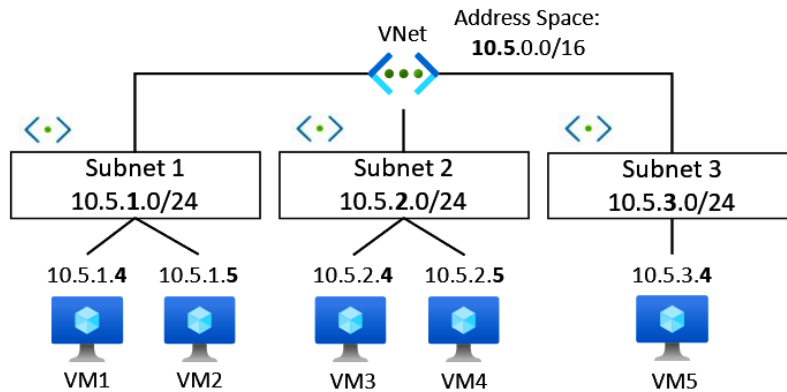 VNet
Address Space:
10.5.0.0/16
Subnet 1
10.5.1.0/24
Subnet 2
10.5.2.0/24
Subnet 3
10.5.3.0/24
10.5.1.4
10.5.1.5
10.5.2.4
10.5.2.5
10.5.3.4
VM1
VM2
VM3
VM4
VM5